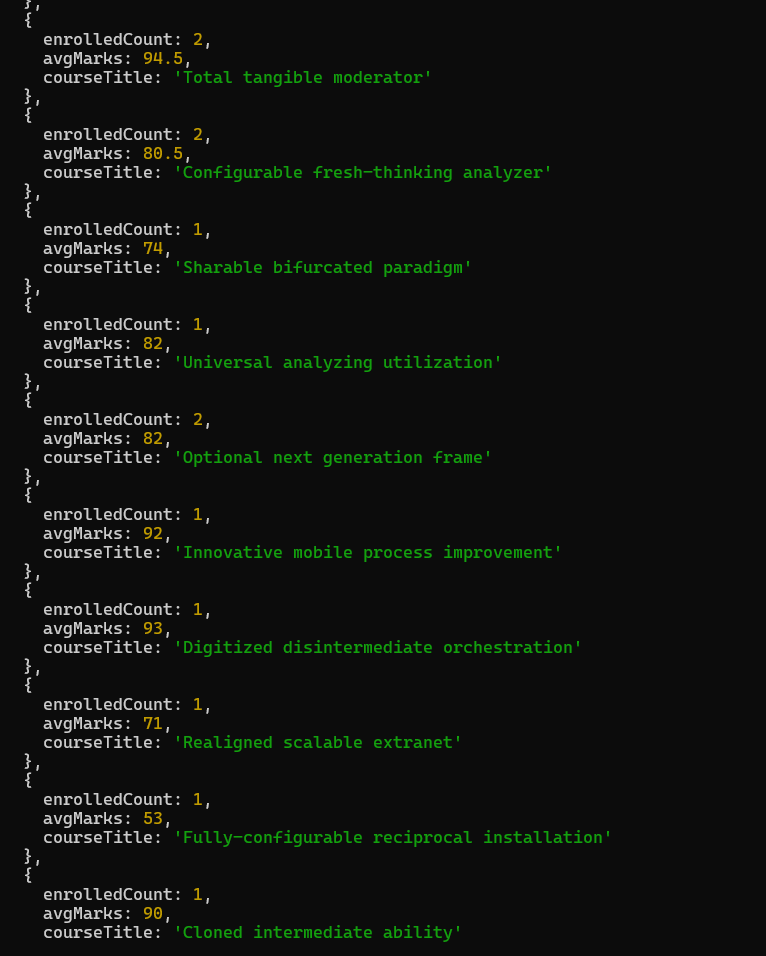 },
{
enrolledCount: 2,
avgMarks: 94.5,
courseTitle: 'Total tangible moderator'
},
{
enrolledCount: 2,
avgMarks: 80.5,
courseTitle: 'Configurable fresh-thinking analyzer'
},
{
enrolledCount: 1,
avgMarks: 74,
courseTitle: 'Sharable bifurcated paradigm'
},
{
enrolledCount: 1,
avgMarks: 82,
courseTitle: 'Universal analyzing utilization'
},
{
enrolledCount: 2,
avgMarks: 82,
courseTitle: 'Optional next generation frame'
},
{
enrolledCount: 1,
avgMarks: 92,
courseTitle: 'Innovative mobile process improvement'
},
{
enrolledCount: 1,
avgMarks: 93,
courseTitle: 'Digitized disintermediate orchestration'
},
{
enrolledCount: 1,
avgMarks: 71,
courseTitle: 'Realigned scalable extranet'
},
{
enrolledCount: 1,
avgMarks: 53,
courseTitle: 'Fully-configurable reciprocal installation'
},
{
enrolledCount: 1,
avgMarks: 90,
courseTitle: 'Cloned intermediate ability'